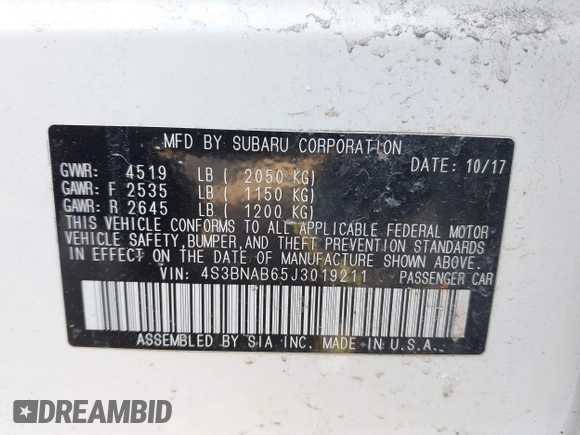 MFD BY SUBARU CORPORATION
GVWR: 4519 LB ( 2050 KG) DATE: 10/17
GAWR: F 2535 LB ( 1150 KG)
GAWR: R 2645 LB ( 1200 KG)
THIS VEHICLE CONFORMS TO ALL APPLICABLE FEDERAL MOTOR
VEHICLE SAFETY, BUMPER, AND THEFT PREVENTION STANDARDS
IN EFFECT ON THE DATE OF MANUFACTURE SHOWN ABOVE.
VIN: 4S3BNAB65J3019211 PASSENGER CAR
ASSEMBLED BY SIA INC. MADE IN U.S.A.
DREAMBID